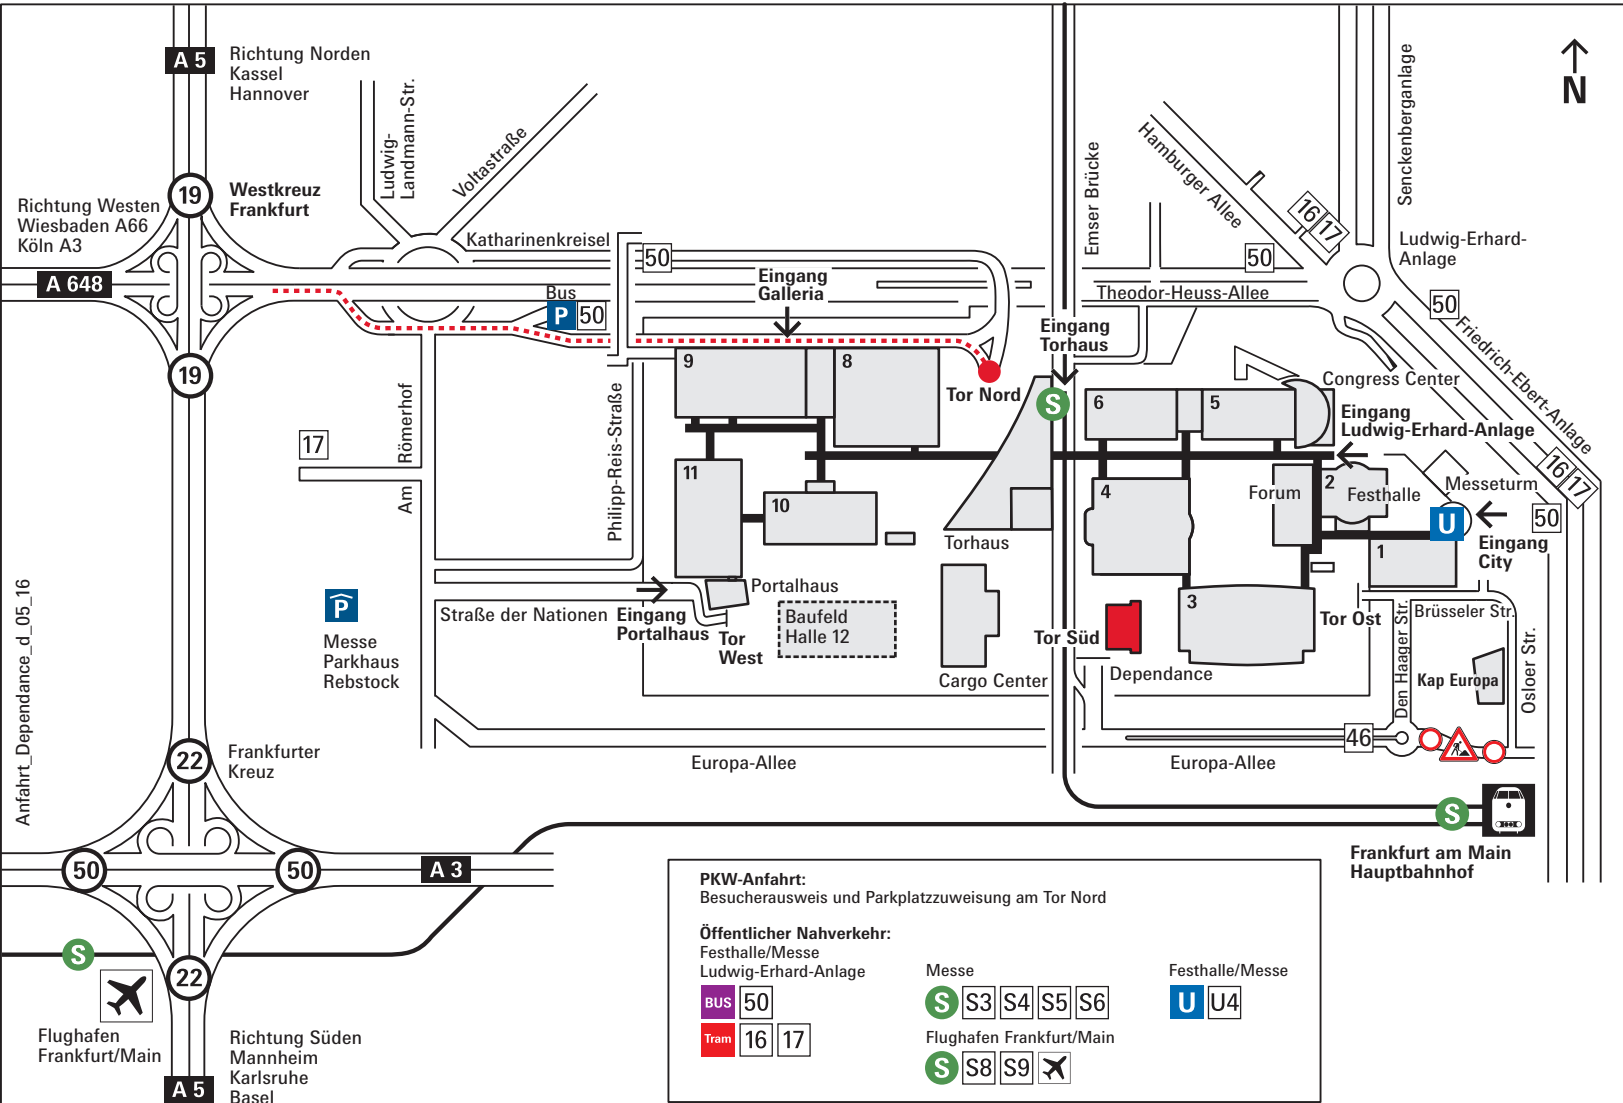 A 5
Richtung Norden
Kassel
Hannover
Ludwig-
Landmann-Str.
Voltastraße
Emser Brücke
Hamburger Allee
Senckenberganlage
N
19
Westkreuz
Frankfurt
Richtung Westen
Wiesbaden A66
Köln A3
A 648
Katharinenkreisel
50
Eingang
Galleria
50
16
17
Ludwig-Erhard-
Anlage
Bus
P
50
Theodor-Heuss-Allee
50
Friedrich-Ebert-Anlage
Eingang
Torhaus
19
9
8
Tor Nord
S
6
5
Congress Center
Eingang
Ludwig-Erhard-Anlage
17
Am Römerhof
Philipp-Reis-Straße
11
10
Torhaus
4
Forum
2
Festhalle
Messeturm
16
17
U
50
Eingang
City
1
Anfahrt_Dependance_d_05_16
P
Messe
Parkhaus
Rebstock
Straße der Nationen
Eingang
Portalhaus
Portalhaus
Tor
West
Baufeld
Halle 12
Cargo Center
Tor Süd
Dependance
3
Tor Ost
Den Haager Str.
Brüsseler Str.
Kap Europa
Osloer Str.
46
22
Frankfurter
Kreuz
Europa-Allee
Europa-Allee
S
Frankfurt am Main
Hauptbahnhof
50
50
A 3
S
22
Flughafen
Frankfurt/Main
Richtung Süden
Mannheim
Karlsruhe
Basel
A 5
PKW-Anfahrt:
Besucherausweis und Parkplatzzuweisung am Tor Nord
Öffentlicher Nahverkehr:
Festhalle/Messe
Ludwig-Erhard-Anlage
BUS 50
Tram 16 17
Messe
S S3 S4 S5 S6
Flughafen Frankfurt/Main
S S8 S9
Festhalle/Messe
U U4